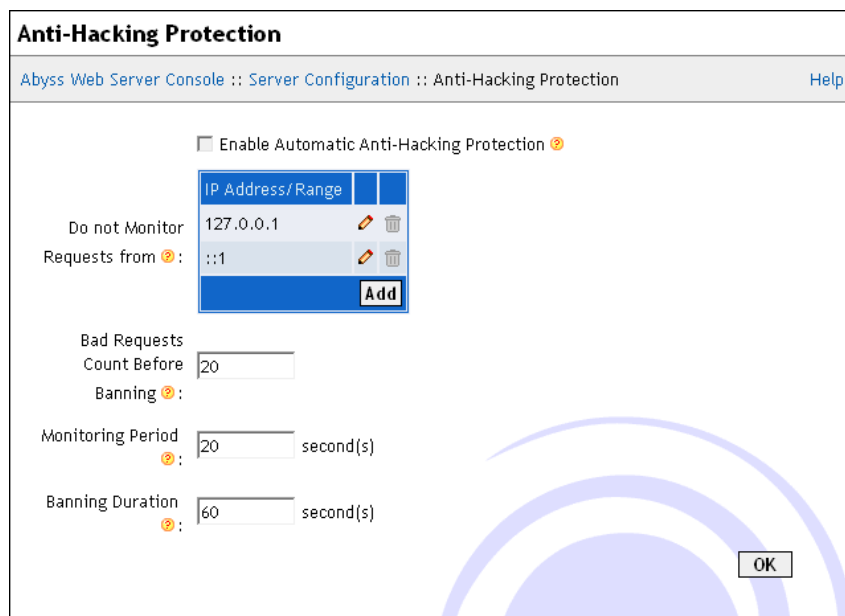 Anti-Hacking Protection
Abyss Web Server Console :: Server Configuration :: Anti-Hacking Protection
Help
Enable Automatic Anti-Hacking Protection ?
Do not Monitor
Requests from ? :
IP Address/Range
127.0.0.1
::1
Add
Bad Requests
Count Before
Banning ? :
20
Monitoring Period
? :
20 second(s)
Banning Duration
? :
60 second(s)
OK